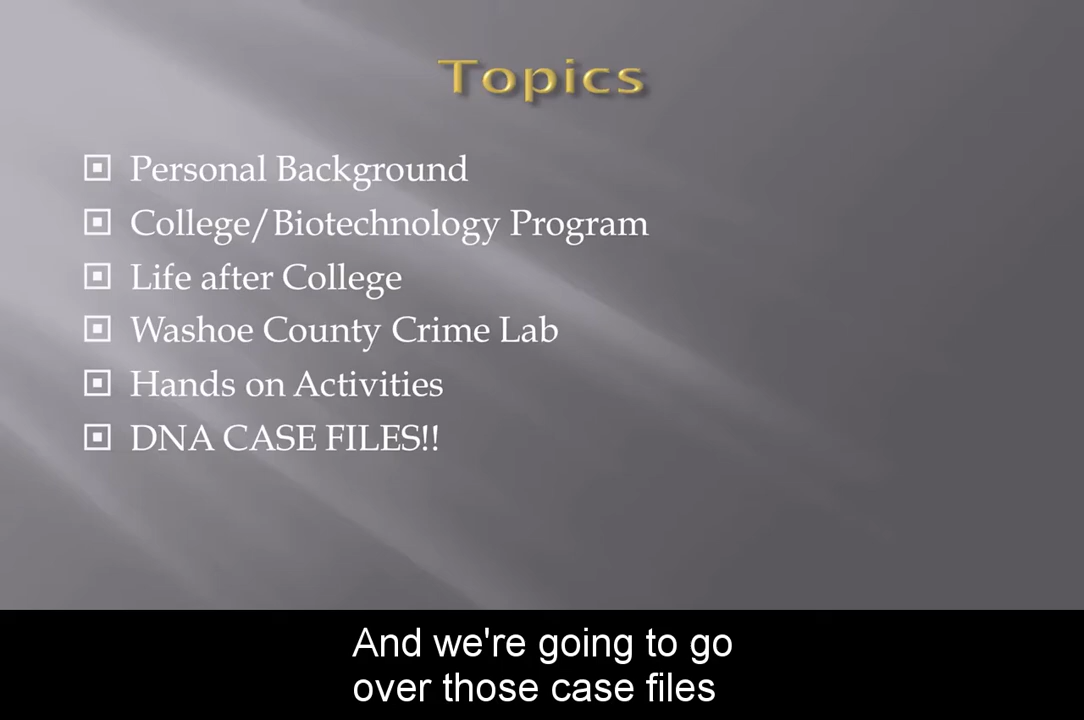 Topics
Personal Background
College/Biotechnology Program
Life after College
Washoe County Crime Lab
Hands on Activities
DNA CASE FILES!!
And we're going to go
over those case files